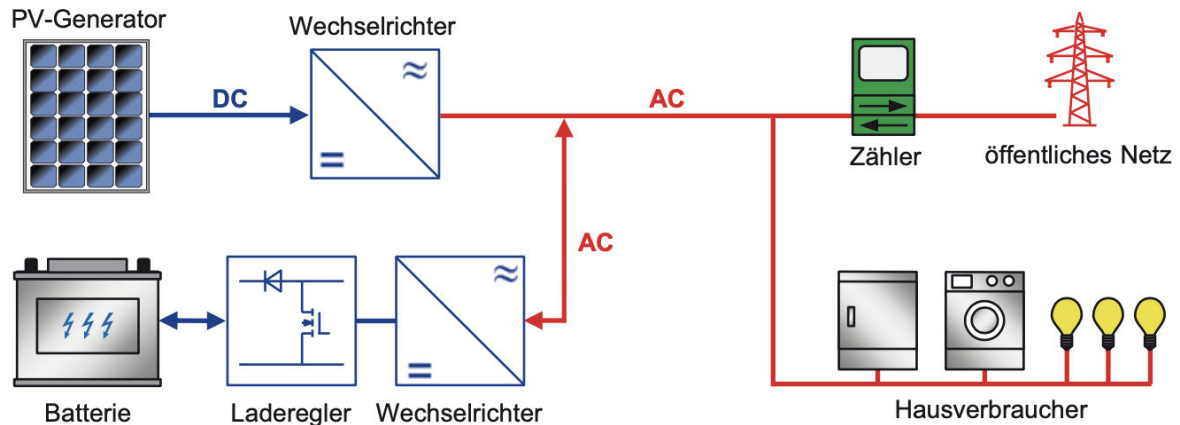 PV-Generator
Wechselrichter
DC
AC
Zähler
öffentliches Netz
AC
Batterie
Laderegler
Wechselrichter
Hausverbraucher